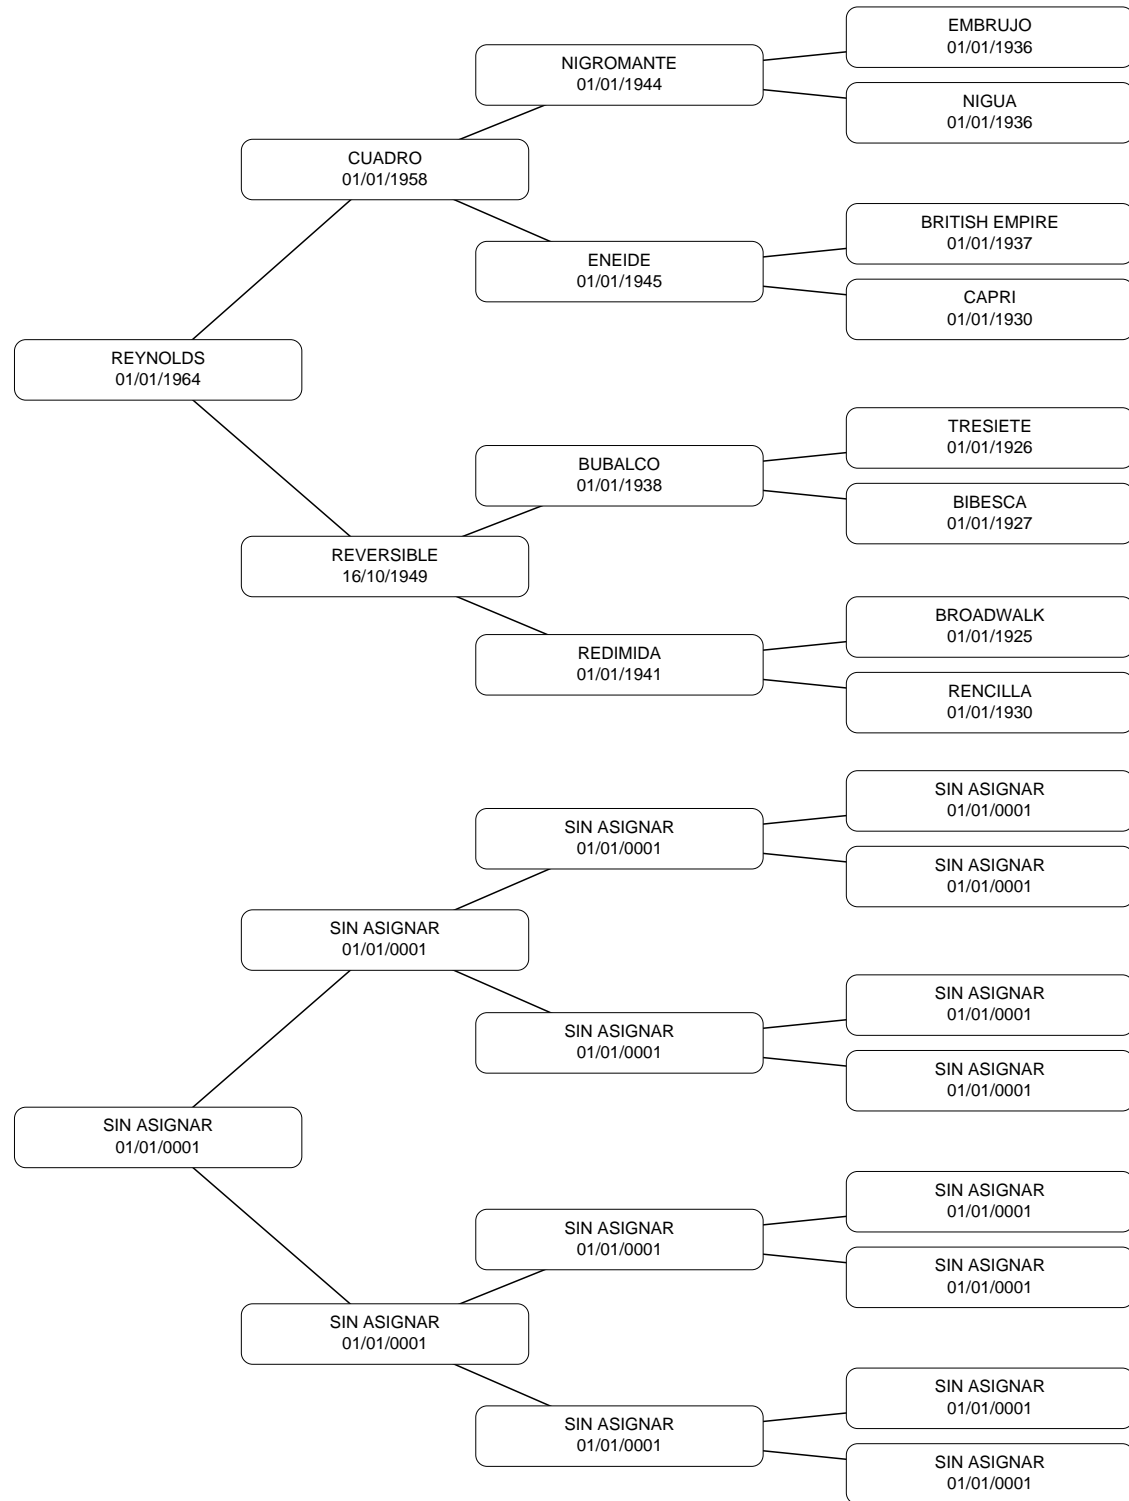 EMBRUJO
01/01/1936
NIGROMANTE
01/01/1944
NIGUA
01/01/1936
CUADRO
01/01/1958
BRITISH EMPIRE
01/01/1937
ENEIDE
01/01/1945
CAPRI
01/01/1930
REYNOLDS
01/01/1964
TRESIETE
01/01/1926
BUBALCO
01/01/1938
BIBESCA
01/01/1927
REVERSIBLE
16/10/1949
BROADWALK
01/01/1925
REDIMIDA
01/01/1941
RENCILLA
01/01/1930
SIN ASIGNAR
01/01/0001
SIN ASIGNAR
01/01/0001
SIN ASIGNAR
01/01/0001
SIN ASIGNAR
01/01/0001
SIN ASIGNAR
01/01/0001
SIN ASIGNAR
01/01/0001
SIN ASIGNAR
01/01/0001
SIN ASIGNAR
01/01/0001
SIN ASIGNAR
01/01/0001
SIN ASIGNAR
01/01/0001
SIN ASIGNAR
01/01/0001
SIN ASIGNAR
01/01/0001
SIN ASIGNAR
01/01/0001
SIN ASIGNAR
01/01/0001
SIN ASIGNAR
01/01/0001